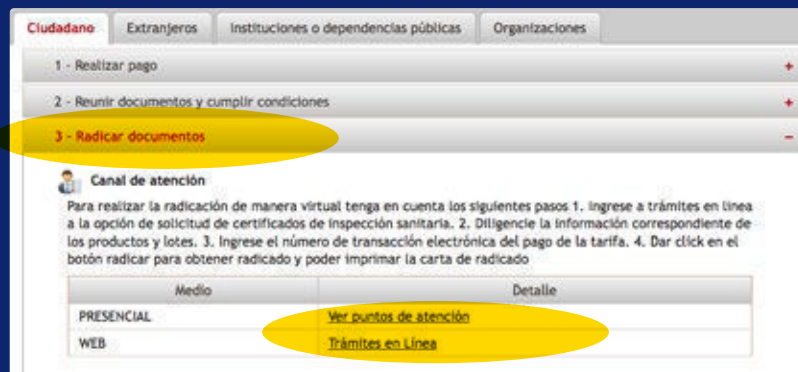 Ciudadano Extranjeros Instituciones o dependencias públicas Organizaciones
1 - Realizar pago +
2 - Reunir documentos y cumplir condiciones +
3 - Radicar documentos -
Canal de atención
Para realizar la radicación de manera virtual tenga en cuenta los siguientes pasos 1. Ingrese a trámites en línea
a la opción de solicitud de certificados de inspección sanitaria. 2. Diligencie la información correspondiente de
los productos y lotes. 3. Ingrese el número de transacción electrónica del pago de la tarifa. 4. Dar click en el
botón radicar para obtener radicado y poder imprimir la carta de radicado
Medio Detalle
PRESENCIAL Ver puntos de atención
WEB Trámites en Línea